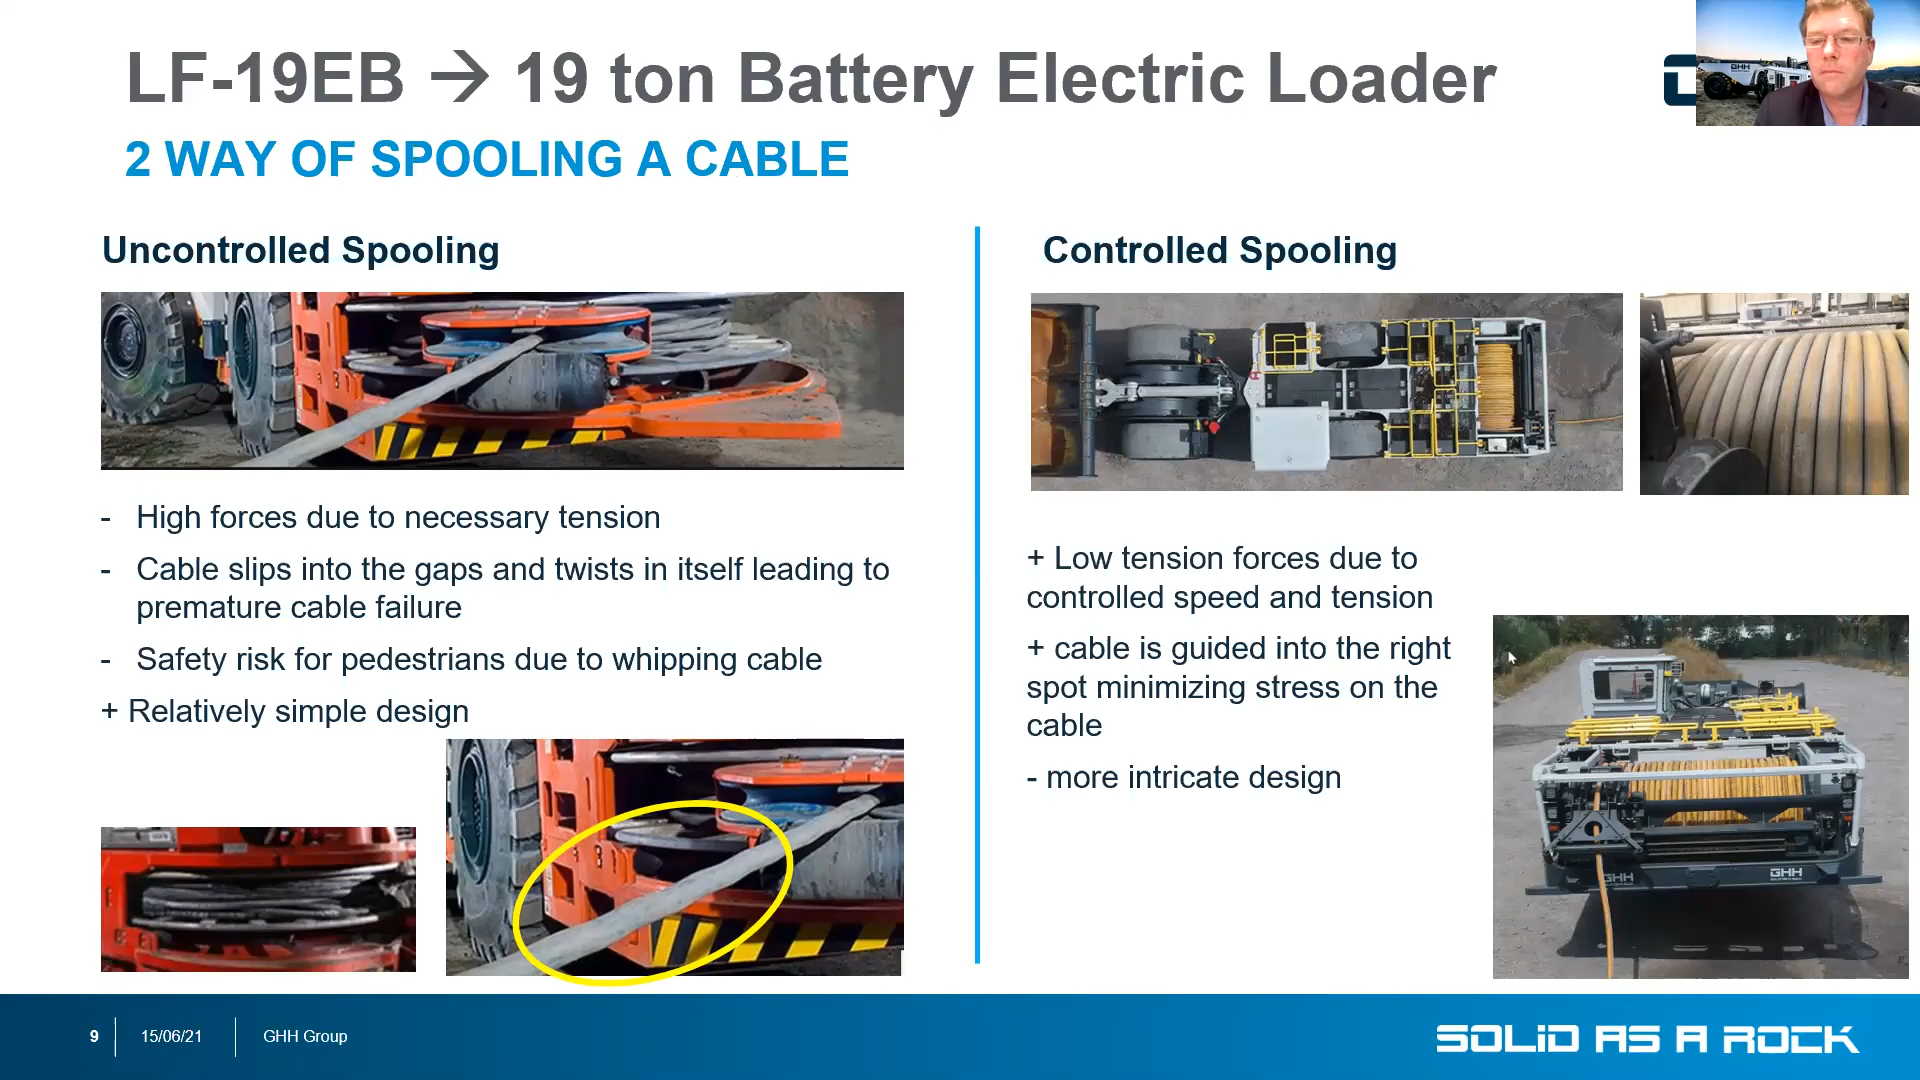 LF-19EB → 19 ton Battery Electric Loader
2 WAY OF SPOOLING A CABLE
Uncontrolled Spooling
- High forces due to necessary tension
- Cable slips into the gaps and twists in itself leading to
premature cable failure
- Safety risk for pedestrians due to whipping cable
+ Relatively simple design
Controlled Spooling
+ Low tension forces due to
controlled speed and tension
+ cable is guided into the right
spot minimizing stress on the
cable
- more intricate design
GHH
GHH
GHH
9
15/06/21
GHH Group
SOLID AS A ROCK